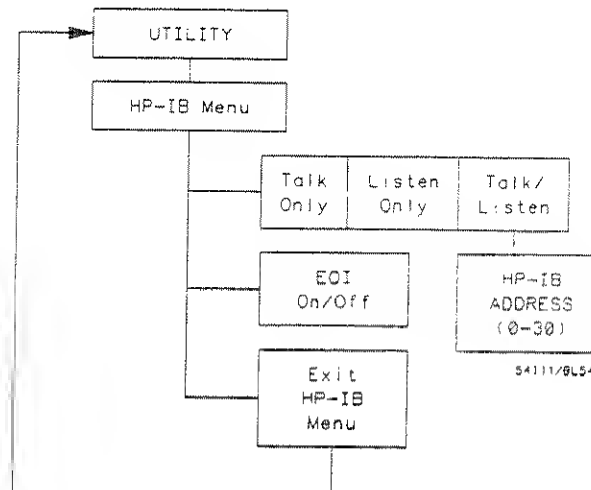 UTILITY
HP-IB Menu
Talk Only
Listen Only
Talk/ Listen
EOI
On/Off
HP-IB
ADDRESS
(0-30)
Exit
HP-IB
Menu